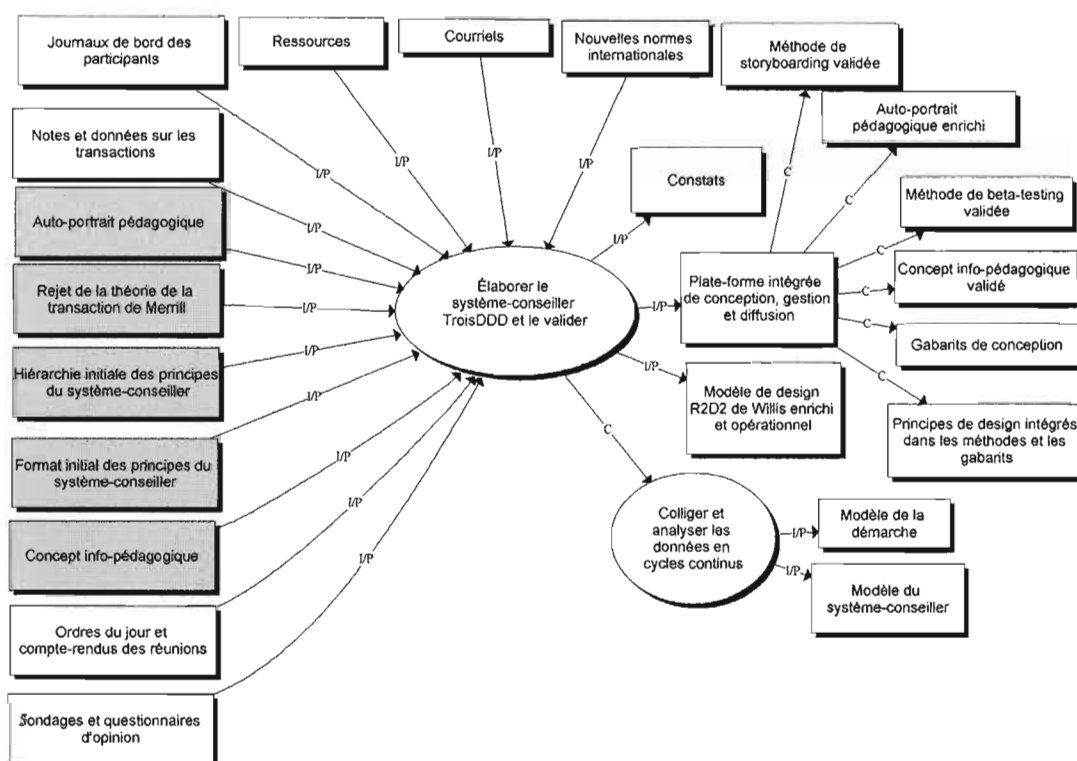 Journaux de bord des
participants
Ressources
Courriels
Nouvelles normes
internationales
Méthode de
storyboarding validée
Auto-portrait
pédagogique enrichi
Notes et données sur les
transactions
I/P
I/P
I/P
I/P
Constats
C
C
Méthode de beta-testing
validée
Auto-portrait pédagogique
I/P
I/P
I/P
C
Rejet de la théorie de la
transaction de Merrill
I/P
Élaborer le
système-conseiller
TroisDDD et le valider
I/P
Plate-forme intégrée
de conception, gestion
et diffusion
C
Concept info-pédagogique
validé
C
Gabarits de conception
Hiérarchie initiale des principes
du système-conseiller
I/P
I/P
Modèle de design
R2D2 de Willis enrichi
et opérationnel
C
Principes de design intégrés
dans les méthodes et les
gabarits
Format initial des principes du
système-conseiller
I/P
I/P
C
Concept info-pédagogique
I/P
I/P
Colliger et
analyser les
données en
cycles continus
I/P
Modèle de la
démarche
I/P
Modèle du
système-conseiller
Ordres du jour et
compte-rendus des réunions
Sondages et questionnaires
d'opinion